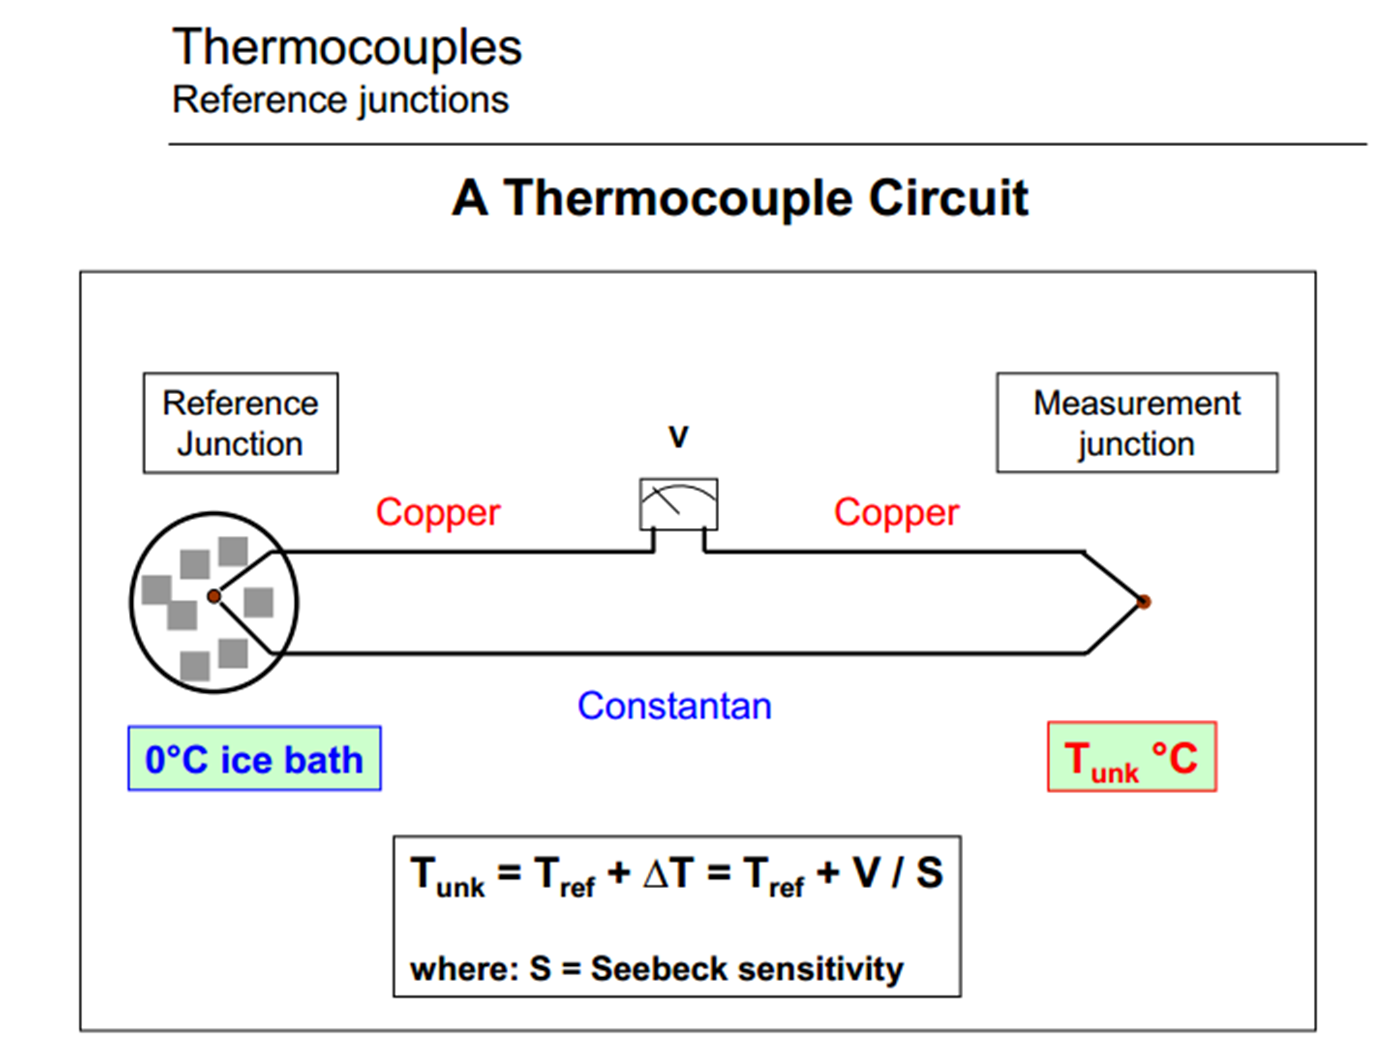 Thermocouples
Reference junctions
A Thermocouple Circuit
Reference
Junction
Measurement
junction
V
Copper
Copper
Constantan
0°C ice bath
Tunk °C
Tunk = Tref + ΔT = Tref + V / S
where: S = Seebeck sensitivity